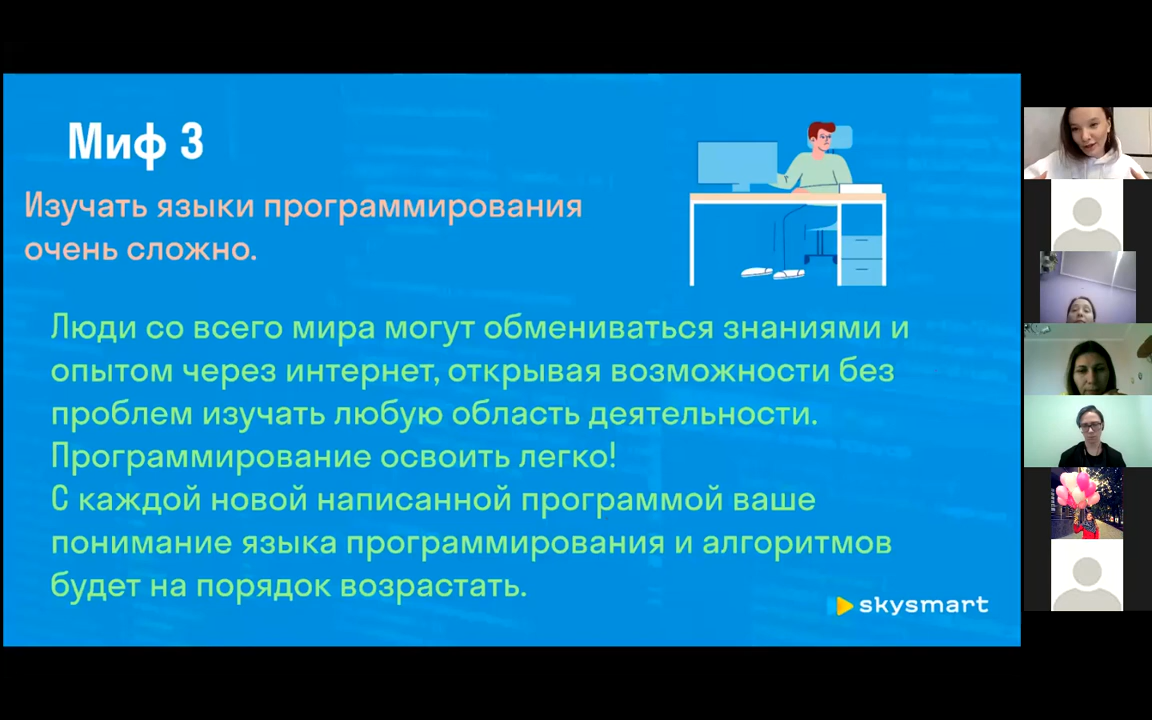 Миф 3
Изучать языки программирования
очень сложно.
Люди со всего мира могут обмениваться знаниями и
опытом через интернет, открывая возможности без
проблем изучать любую область деятельности.
Программирование освоить легко!
С каждой новой написанной программой ваше
понимание языка программирования и алгоритмов
будет на порядок возрастать.
skysmart